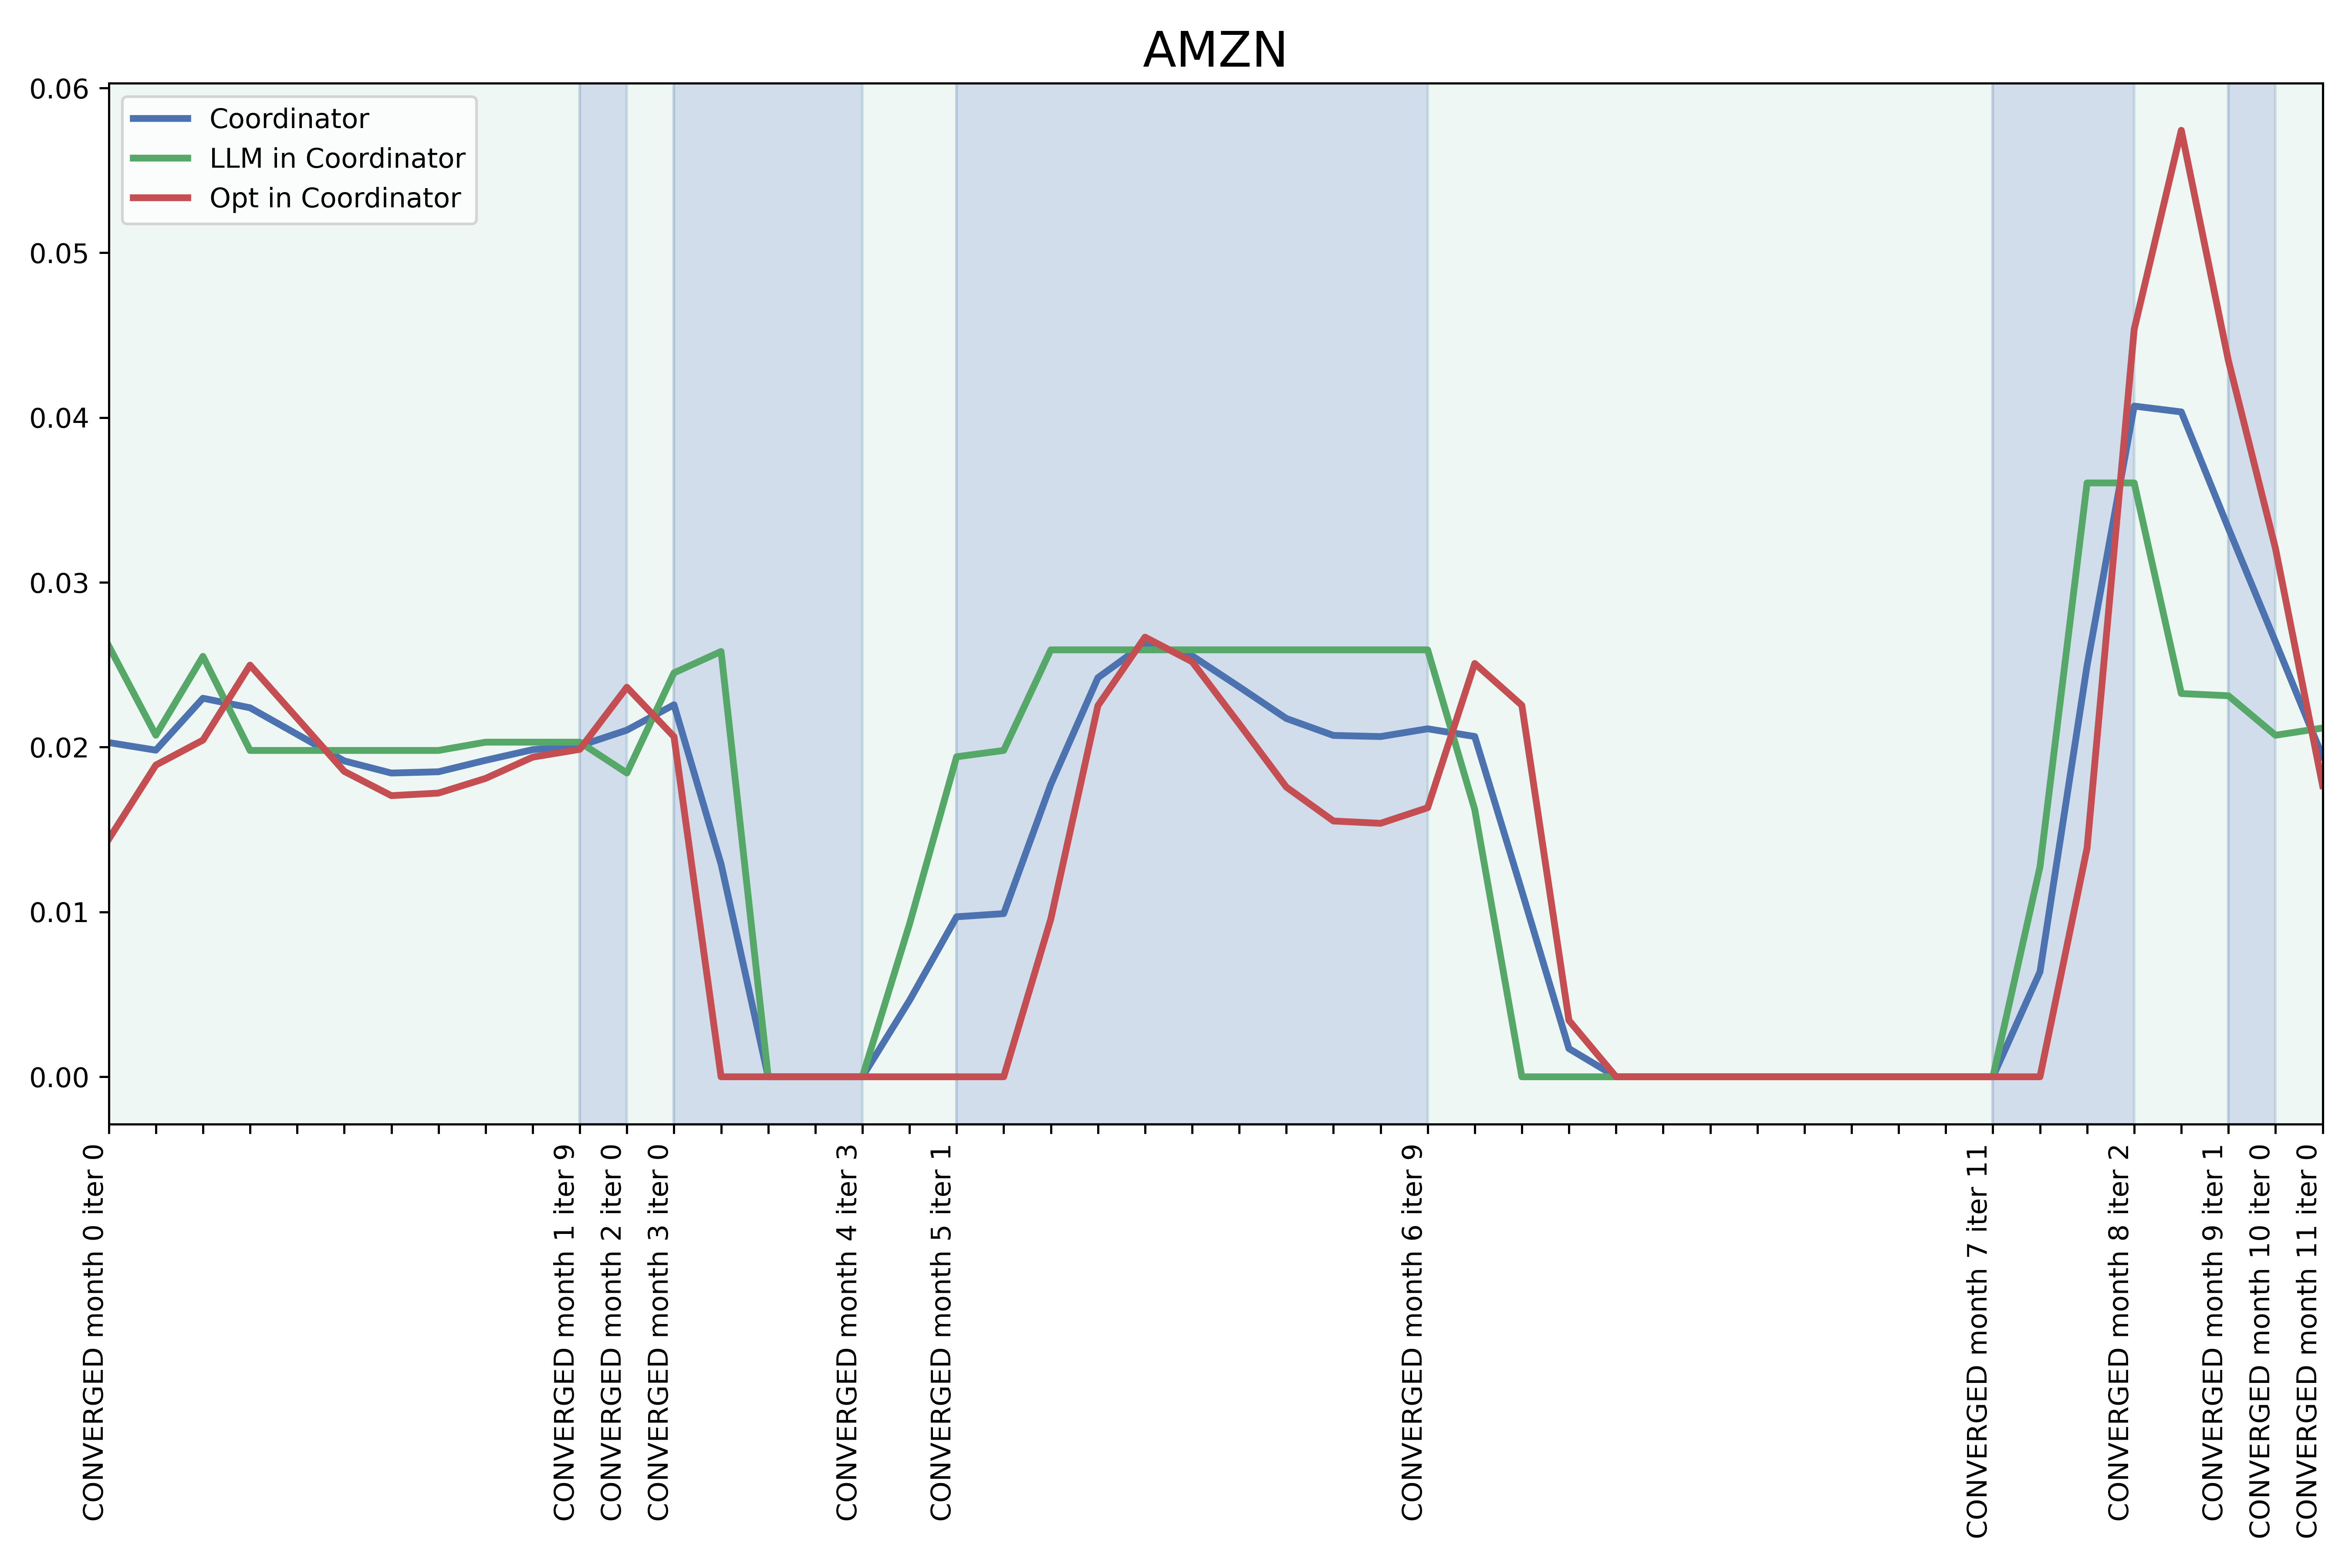 AMZN
0.06
0.05
0.04
0.03
0.02
0.01
0.00
Coordinator
LLM in Coordinator
Opt in Coordinator
CONVERGED month 0 iter 0
CONVERGED month 1 iter 9
CONVERGED month 2 iter 0
CONVERGED month 3 iter 0
CONVERGED month 4 iter 3
CONVERGED month 5 iter 1
CONVERGED month 6 iter 9
CONVERGED month 7 iter 11
CONVERGED month 8 iter 2
CONVERGED month 9 iter 1
CONVERGED month 10 iter 0
CONVERGED month 11 iter 0